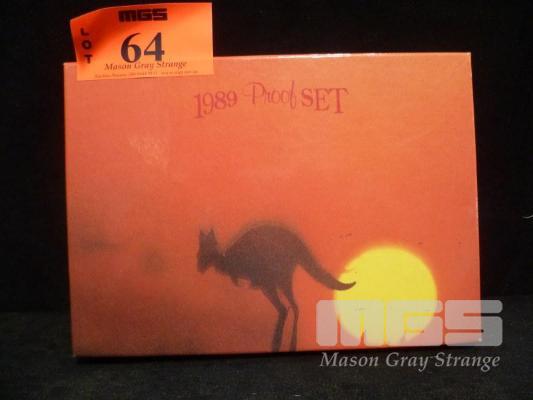 MGS
LOT
64
Mason Gray Strange
1989 Proof SET
MGS
Mason Gray Strange